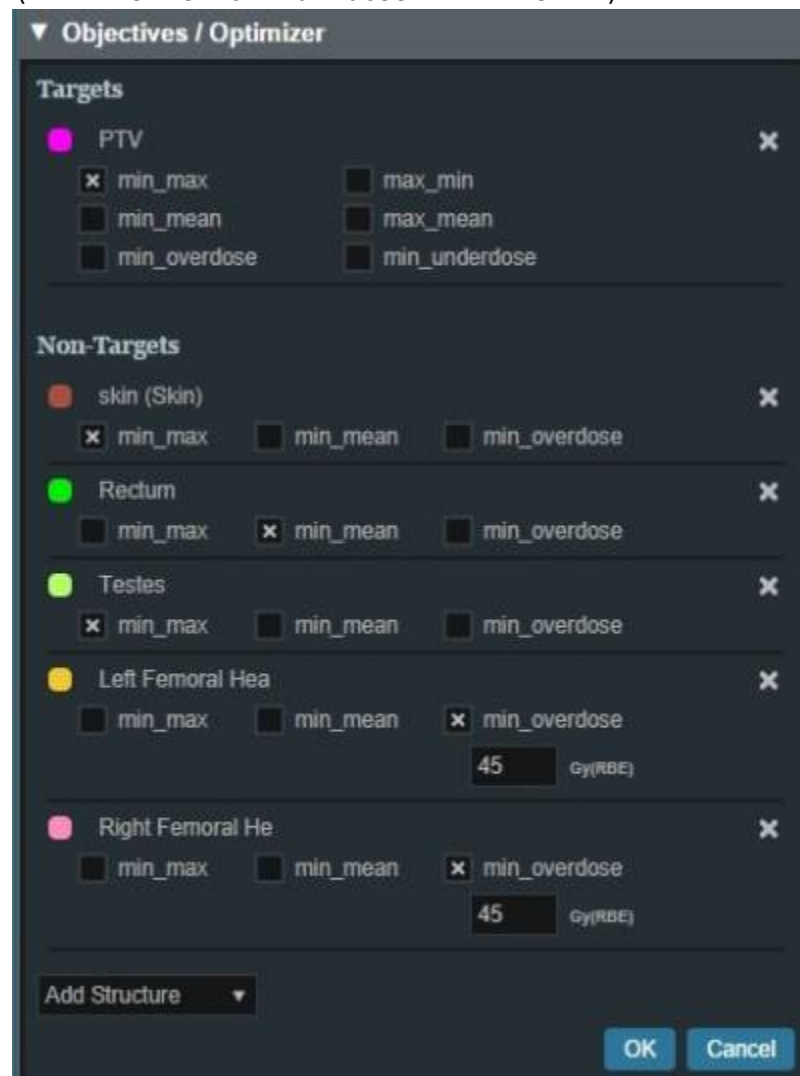 ▼ Objectives / Optimizer
Targets
PTV
min_max max_min
min_mean max_mean
min_overdose min_underdose
Non-Targets
skin (Skin)
min_max min_mean min_overdose
Rectum
min_max min_mean min_overdose
Testes
min_max min_mean min_overdose
Left Femoral Hea
min_max min_mean min_overdose
45 Gy(RBE)
Right Femoral He
min_max min_mean min_overdose
45 Gy(RBE)
Add Structure ▼
OK Cancel